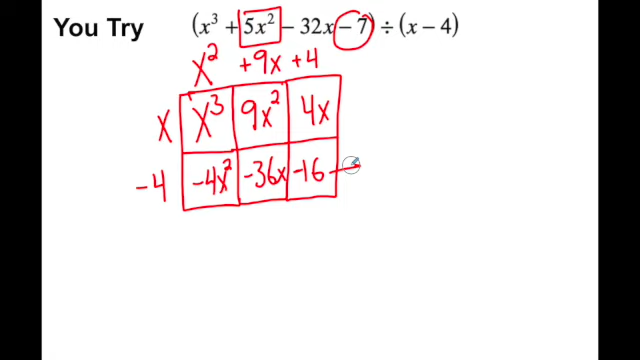 You Try (x³ + 5x² − 32x − 7) ÷ (x − 4)
x² +9x +4
x x³ 9x² 4x
-4 -4x² -36x -16